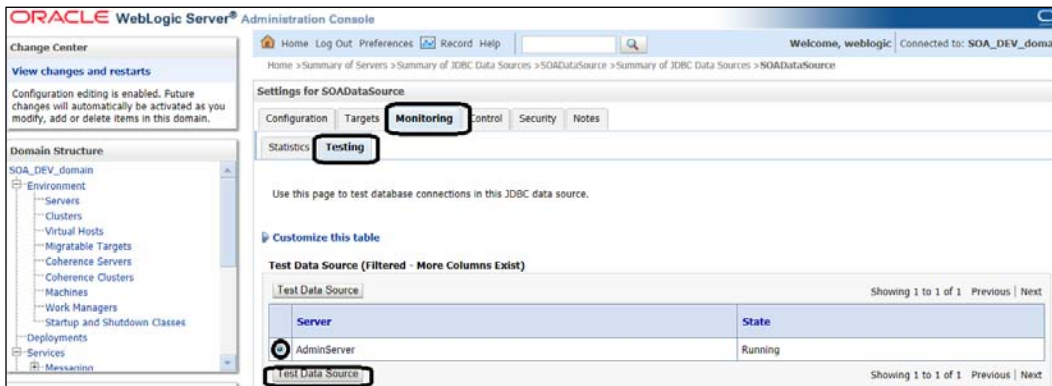 ORACLE WebLogic Server® Administration Console
Change Center
View changes and restarts
Configuration editing is enabled. Future
changes will automatically be activated as you
modify, add or delete items in this domain.
Domain Structure
SOA_DEV_domain
Environment
Servers
Clusters
Virtual Hosts
Migratable Targets
Coherence Servers
Coherence Clusters
Machines
Work Managers
Startup and Shutdown Classes
Deployments
Services
Messaging
Home Log Out Preferences Record Help
Welcome, weblogic Connected to: SOA_DEV_doma
Home >Summary of Servers >Summary of JDBC Data Sources >SOADataSource >Summary of JDBC Data Sources >SOADataSource
Settings for SOADataSource
Configuration Targets Monitoring Control Security Notes
Statistics Testing
Use this page to test database connections in this JDBC data source.
Customize this table
Test Data Source (Filtered - More Columns Exist)
Test Data Source Showing 1 to 1 of 1 Previous | Next
Server State
AdminServer Running
Test Data Source Showing 1 to 1 of 1 Previous | Next